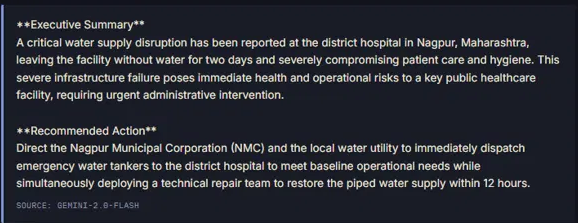 **Executive Summary**
A critical water supply disruption has been reported at the district hospital in Nagpur, Maharashtra,
leaving the facility without water for two days and severely compromising patient care and hygiene. This
severe infrastructure failure poses immediate health and operational risks to a key public healthcare
facility, requiring urgent administrative intervention.
**Recommended Action**
Direct the Nagpur Municipal Corporation (NMC) and the local water utility to immediately dispatch
emergency water tankers to the district hospital to meet baseline operational needs while
simultaneously deploying a technical repair team to restore the piped water supply within 12 hours.
SOURCE: GEMINI-2.0-FLASH